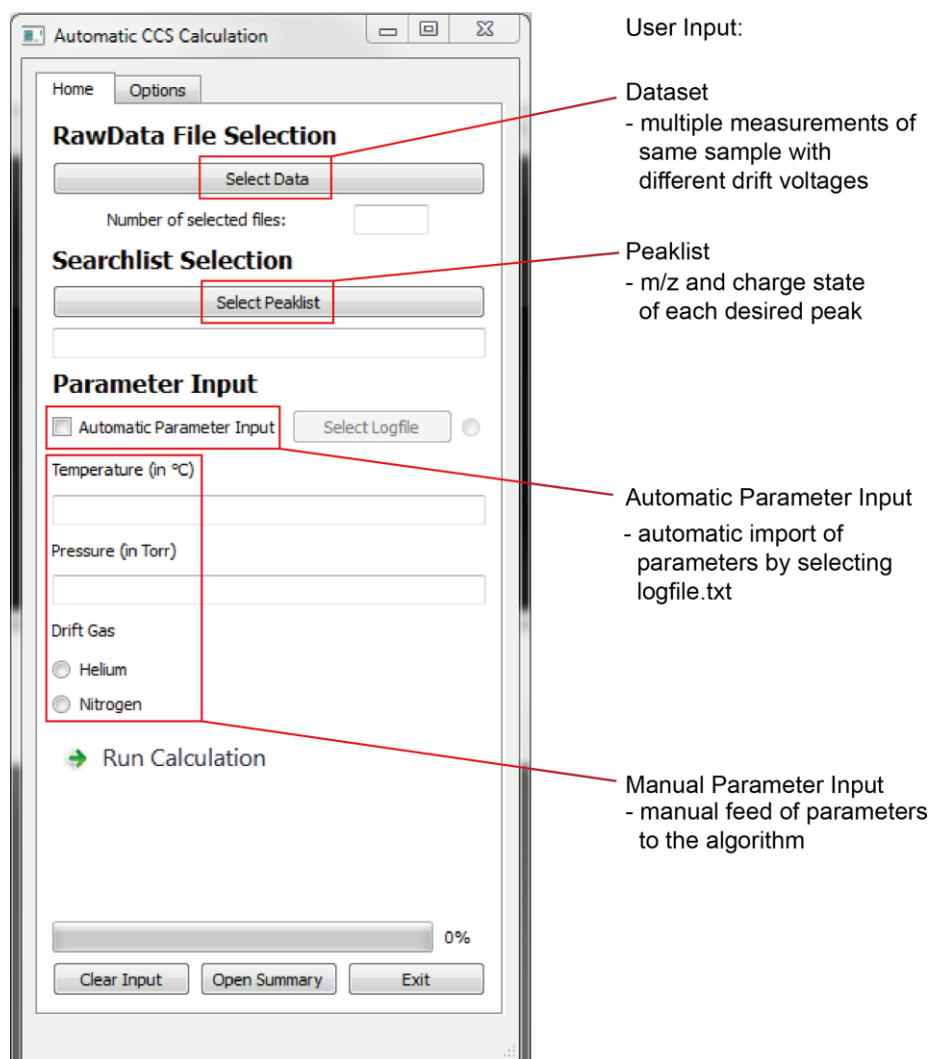 Automatic CCS Calculation
Home
Options
RawData File Selection
Select Data
Number of selected files:
Searchlist Selection
Select Peaklist
Parameter Input
Automatic Parameter Input
Select Logfile
Temperature (in °C)
Pressure (in Torr)
Drift Gas
Helium
Nitrogen
Run Calculation
0%
Clear Input
Open Summary
Exit
User Input:
Dataset
- multiple measurements of
same sample with
different drift voltages
Peaklist
- m/z and charge state
of each desired peak
Automatic Parameter Input
- automatic import of
parameters by selecting
logfile.txt
Manual Parameter Input
- manual feed of parameters
to the algorithm